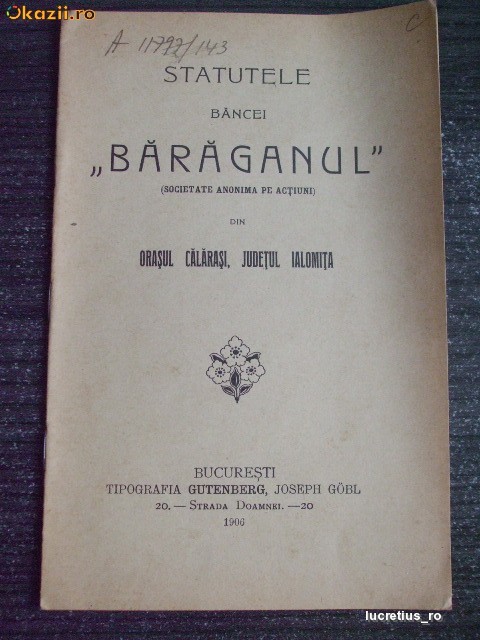 Okazii.ro
A 11792/143
C
STATUTELE
BĂNCEI
„BĂRĂGANUL”
(SOCIETATE ANONIMA PE ACȚIUNI)
DIN
ORAȘUL CĂLĂRAȘI, JUDEȚUL IALOMIȚA
BUCUREȘTI
TIPOGRAFIA GUTENBERG, JOSEPH GÖBL
20. — STRADA DOAMNEI. —20
1906
lucretius_ro